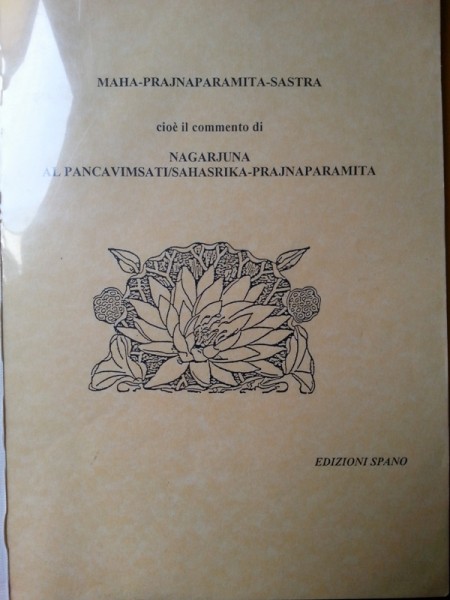 MAHA-PRAJNAPARAMITA-SASTRA
cioè il commento di
NAGARJUNA
AL PANCAVIMSATI/SAHASRIKA-PRAJNAPARAMITA
EDIZIONI SPANO